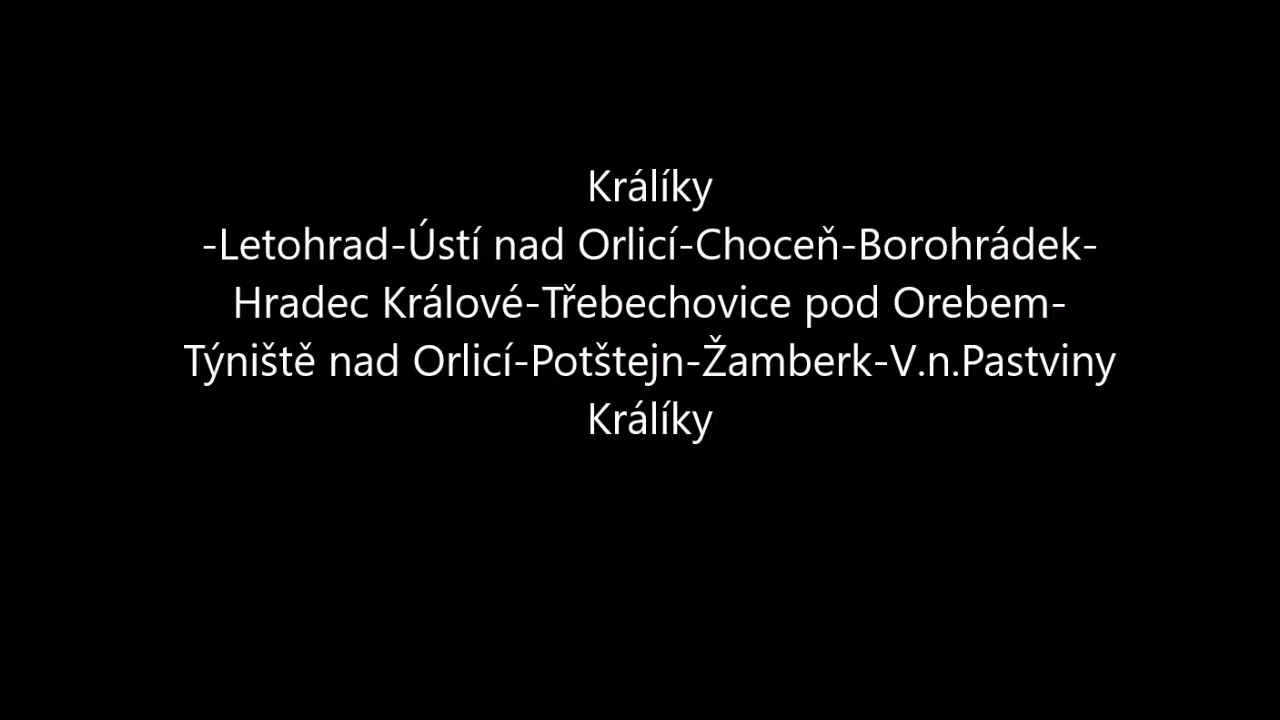 Králíky
-Letohrad-Ústí nad Orlicí-Choceň-Borohrádek-
Hradec Králové-Třebechovice pod Orebem-
Týniště nad Orlicí-Potštejn-Žamberk-V.n.Pastviny
Králíky